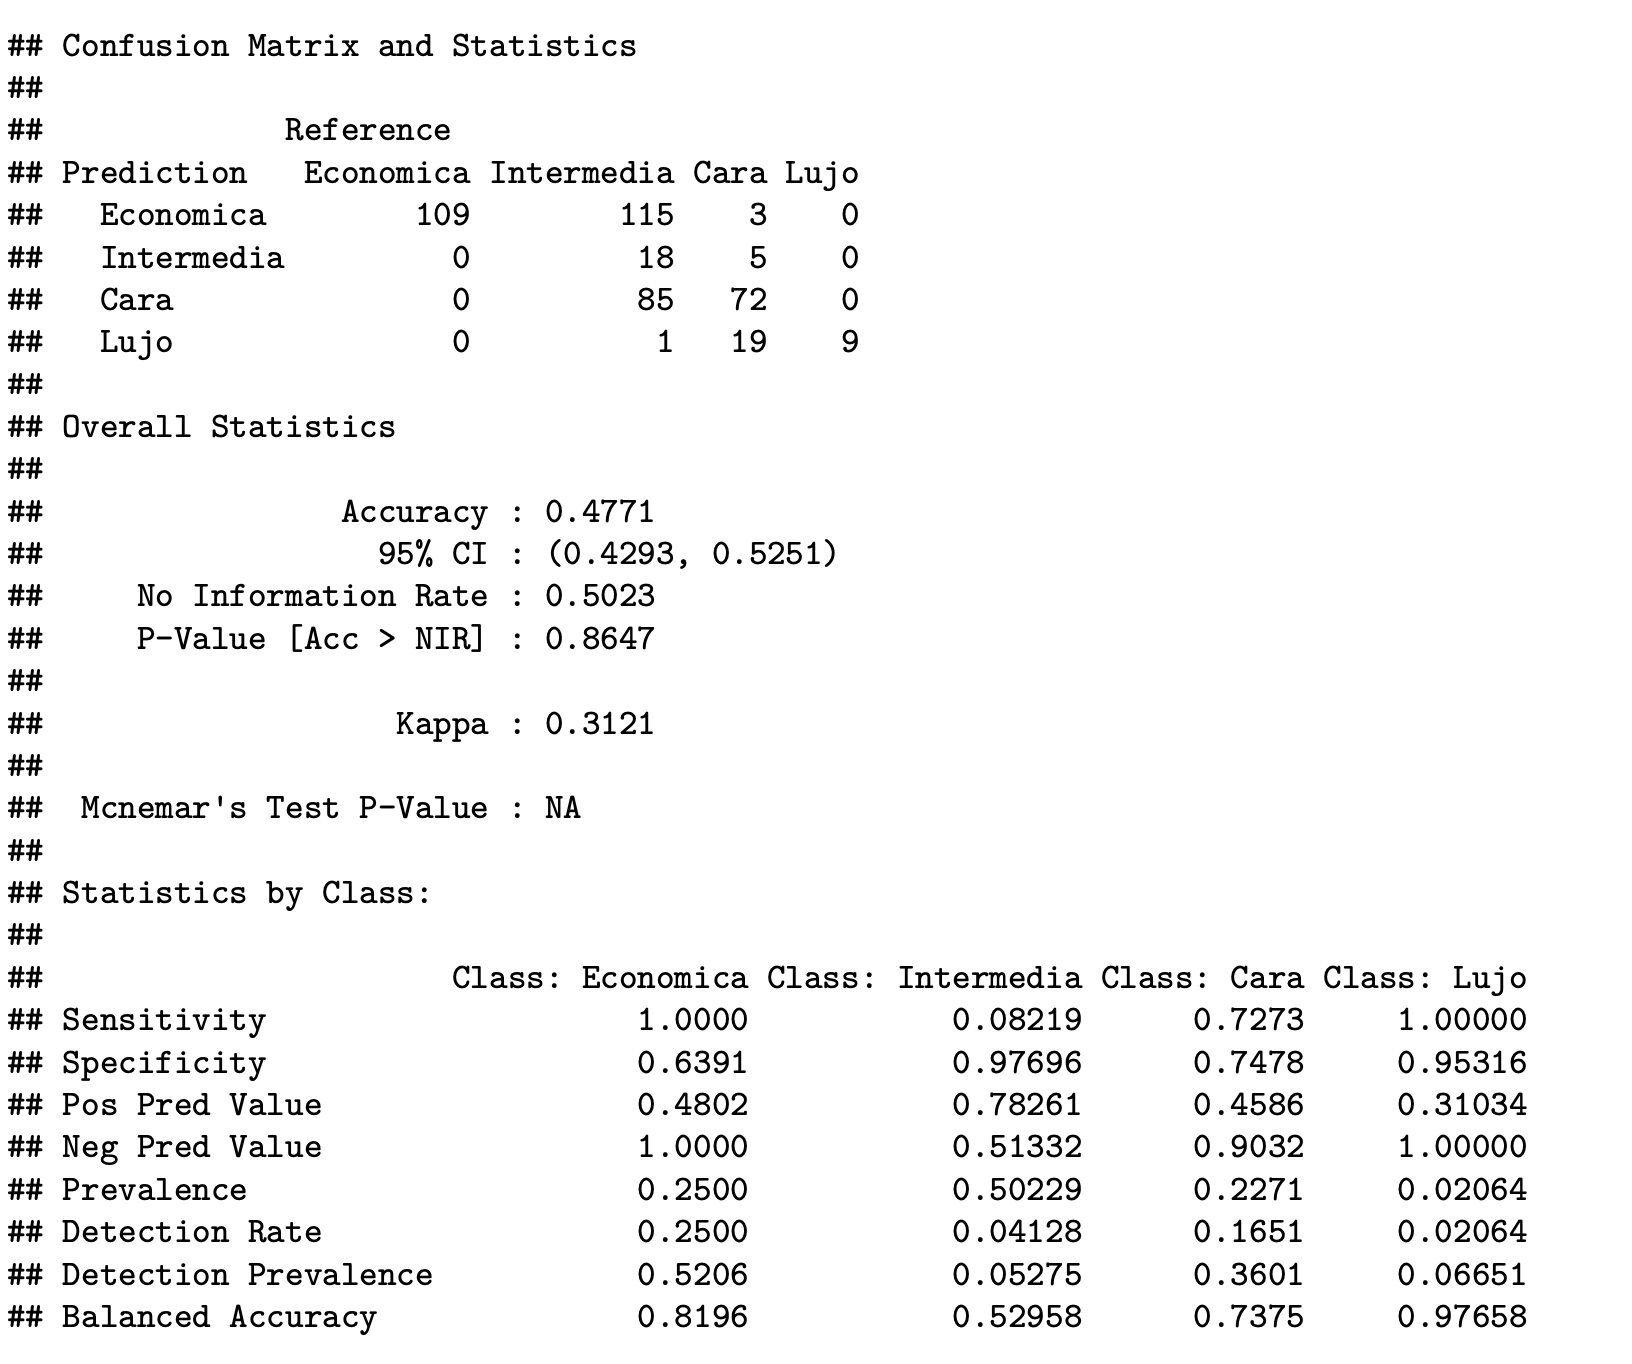 ## Confusion Matrix and Statistics
##
##             Reference
## Prediction   Economica Intermedia Cara Lujo
##   Economica        109        115    3    0
##   Intermedia         0         18    5    0
##   Cara               0         85   72    0
##   Lujo               0          1   19    9
##
## Overall Statistics
##
##                Accuracy : 0.4771
##                  95% CI : (0.4293, 0.5251)
##     No Information Rate : 0.5023
##     P-Value [Acc > NIR] : 0.8647
##
##                   Kappa : 0.3121
##
##  Mcnemar's Test P-Value : NA
##
## Statistics by Class:
##
##                      Class: Economica Class: Intermedia Class: Cara Class: Lujo
## Sensitivity                    1.0000           0.08219      0.7273     1.00000
## Specificity                    0.6391           0.97696      0.7478     0.95316
## Pos Pred Value                 0.4802           0.78261      0.4586     0.31034
## Neg Pred Value                 1.0000           0.51332      0.9032     1.00000
## Prevalence                     0.2500           0.50229      0.2271     0.02064
## Detection Rate                 0.2500           0.04128      0.1651     0.02064
## Detection Prevalence           0.5206           0.05275      0.3601     0.06651
## Balanced Accuracy              0.8196           0.52958      0.7375     0.97658